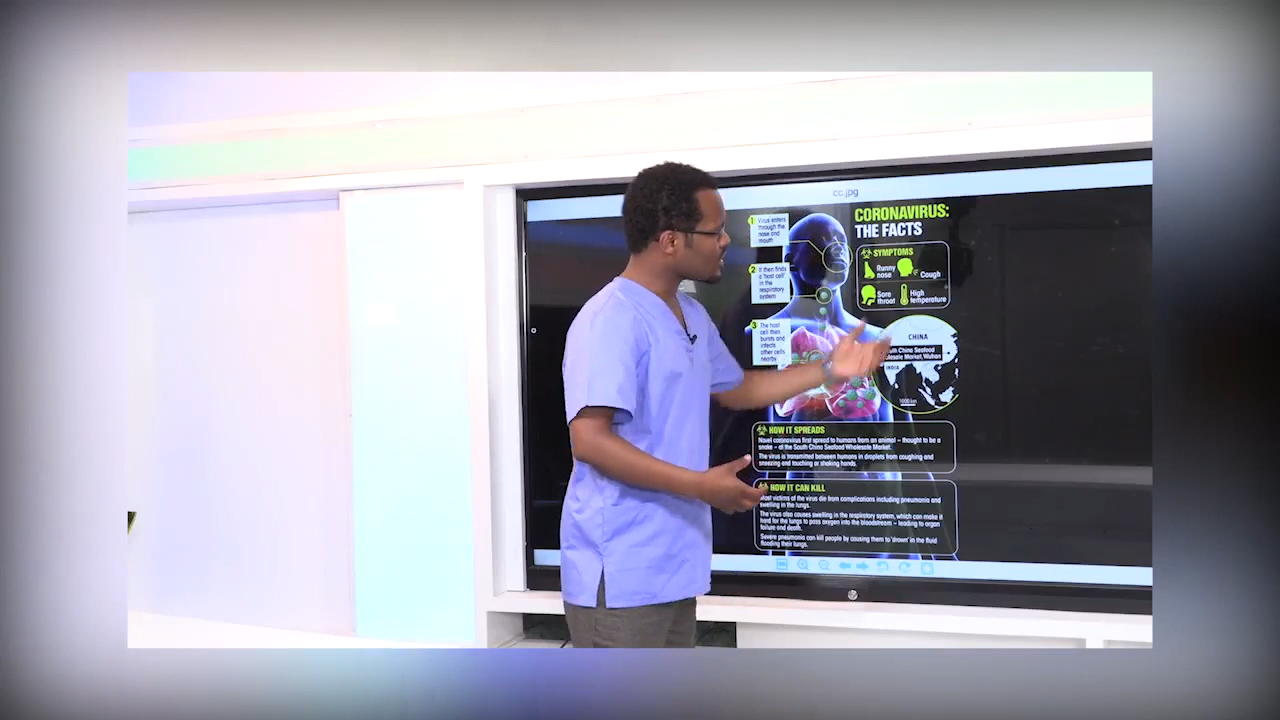 cc.jpg
CORONAVIRUS:
THE FACTS
1 Virus enters
through the
nose and
mouth
SYMPTOMS
Runny
nose
Cough
Sore
throat
High
temperature
2 It then finds
a 'host cell'
in the
respiratory
system
3 The host
cell then
bursts and
infects
other cells
nearby
CHINA
South China Seafood
Wholesale Market, Wuhan
INDIA
1000 km
HOW IT SPREADS
Novel coronavirus first spread to humans from an animal – thought to be a
snake – at the South China Seafood Wholesale Market.
The virus is transmitted between humans in droplets from coughing and
sneezing and touching or shaking hands.
HOW IT CAN KILL
Most victims of the virus die from complications including pneumonia and
swelling in the lungs.
The virus also causes swelling in the respiratory system, which can make it
hard for the lungs to pass oxygen into the bloodstream – leading to organ
failure and death.
Severe pneumonia can kill people by causing them to 'drown' in the fluid
flooding their lungs.